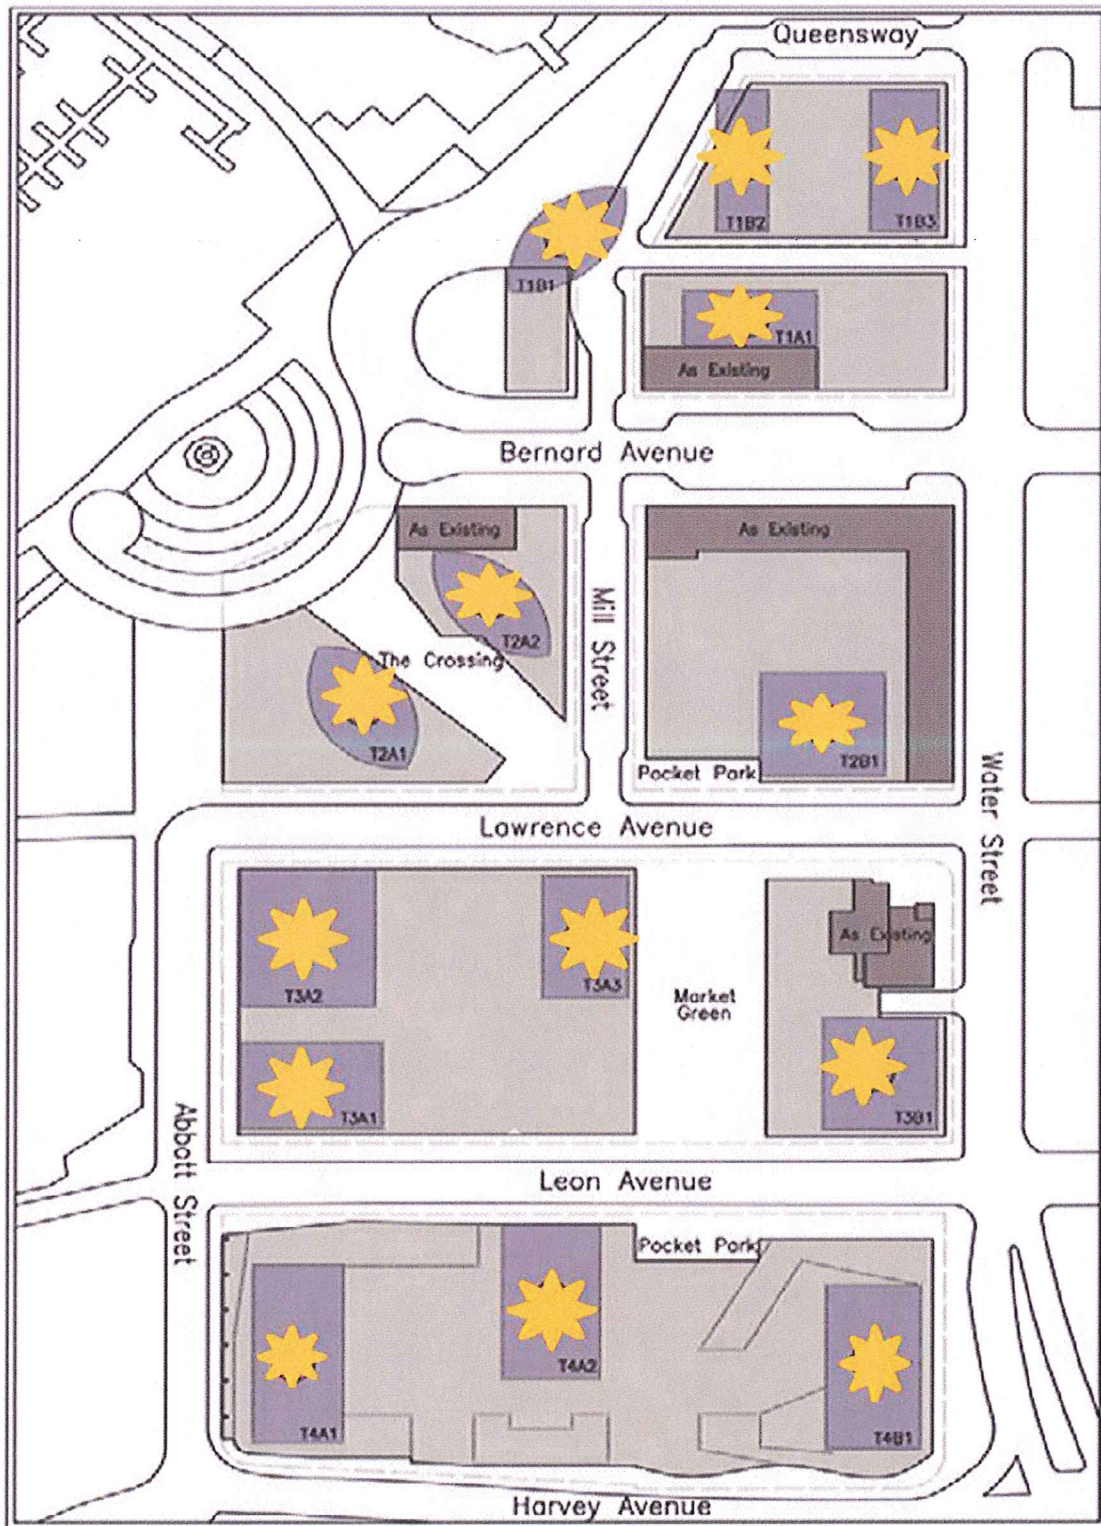 Queensway
T1B2
T1B3
T1B1
T1A1
As Existing
Bernard Avenue
As Existing
As Existing
T2A2
Mill Street
The Crossing
T2A1
T2B1
Pocket Park
Water Street
Lawrence Avenue
As Existing
T3A2
T3A3
Market
Green
T3A1
T3B1
Abbott Street
Leon Avenue
Pocket Park
T4A2
T4A1
T4B1
Harvey Avenue